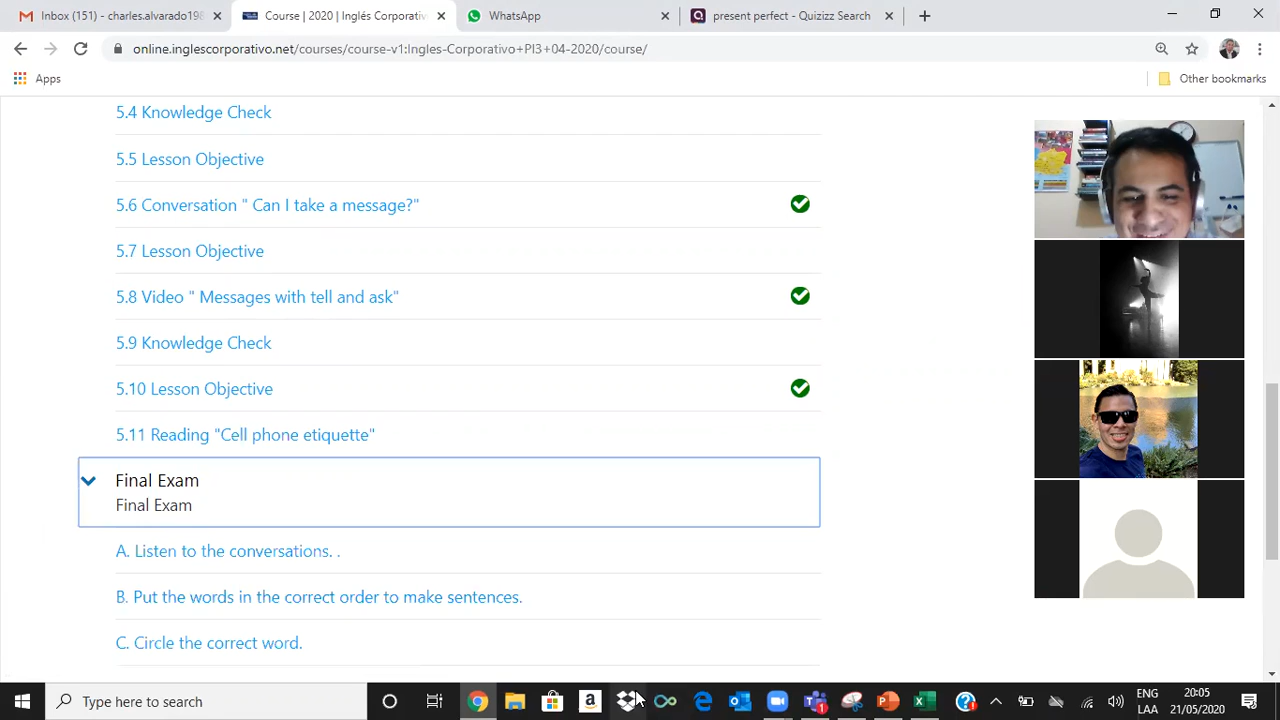 Inbox (151) - charles.alvarado198
Course | 2020 | Inglés Corporativo
WhatsApp
present perfect - Quizizz Search
online.inglescorporativo.net/courses/course-v1:Ingles-Corporativo+PI3+04-2020/course/
Apps
Other bookmarks
5.4 Knowledge Check
5.5 Lesson Objective
5.6 Conversation " Can I take a message?"
5.7 Lesson Objective
5.8 Video " Messages with tell and ask"
5.9 Knowledge Check
5.10 Lesson Objective
5.11 Reading "Cell phone etiquette"
Final Exam
Final Exam
A. Listen to the conversations. .
B. Put the words in the correct order to make sentences.
C. Circle the correct word.
Type here to search
ENG
LAA
20:05
21/05/2020